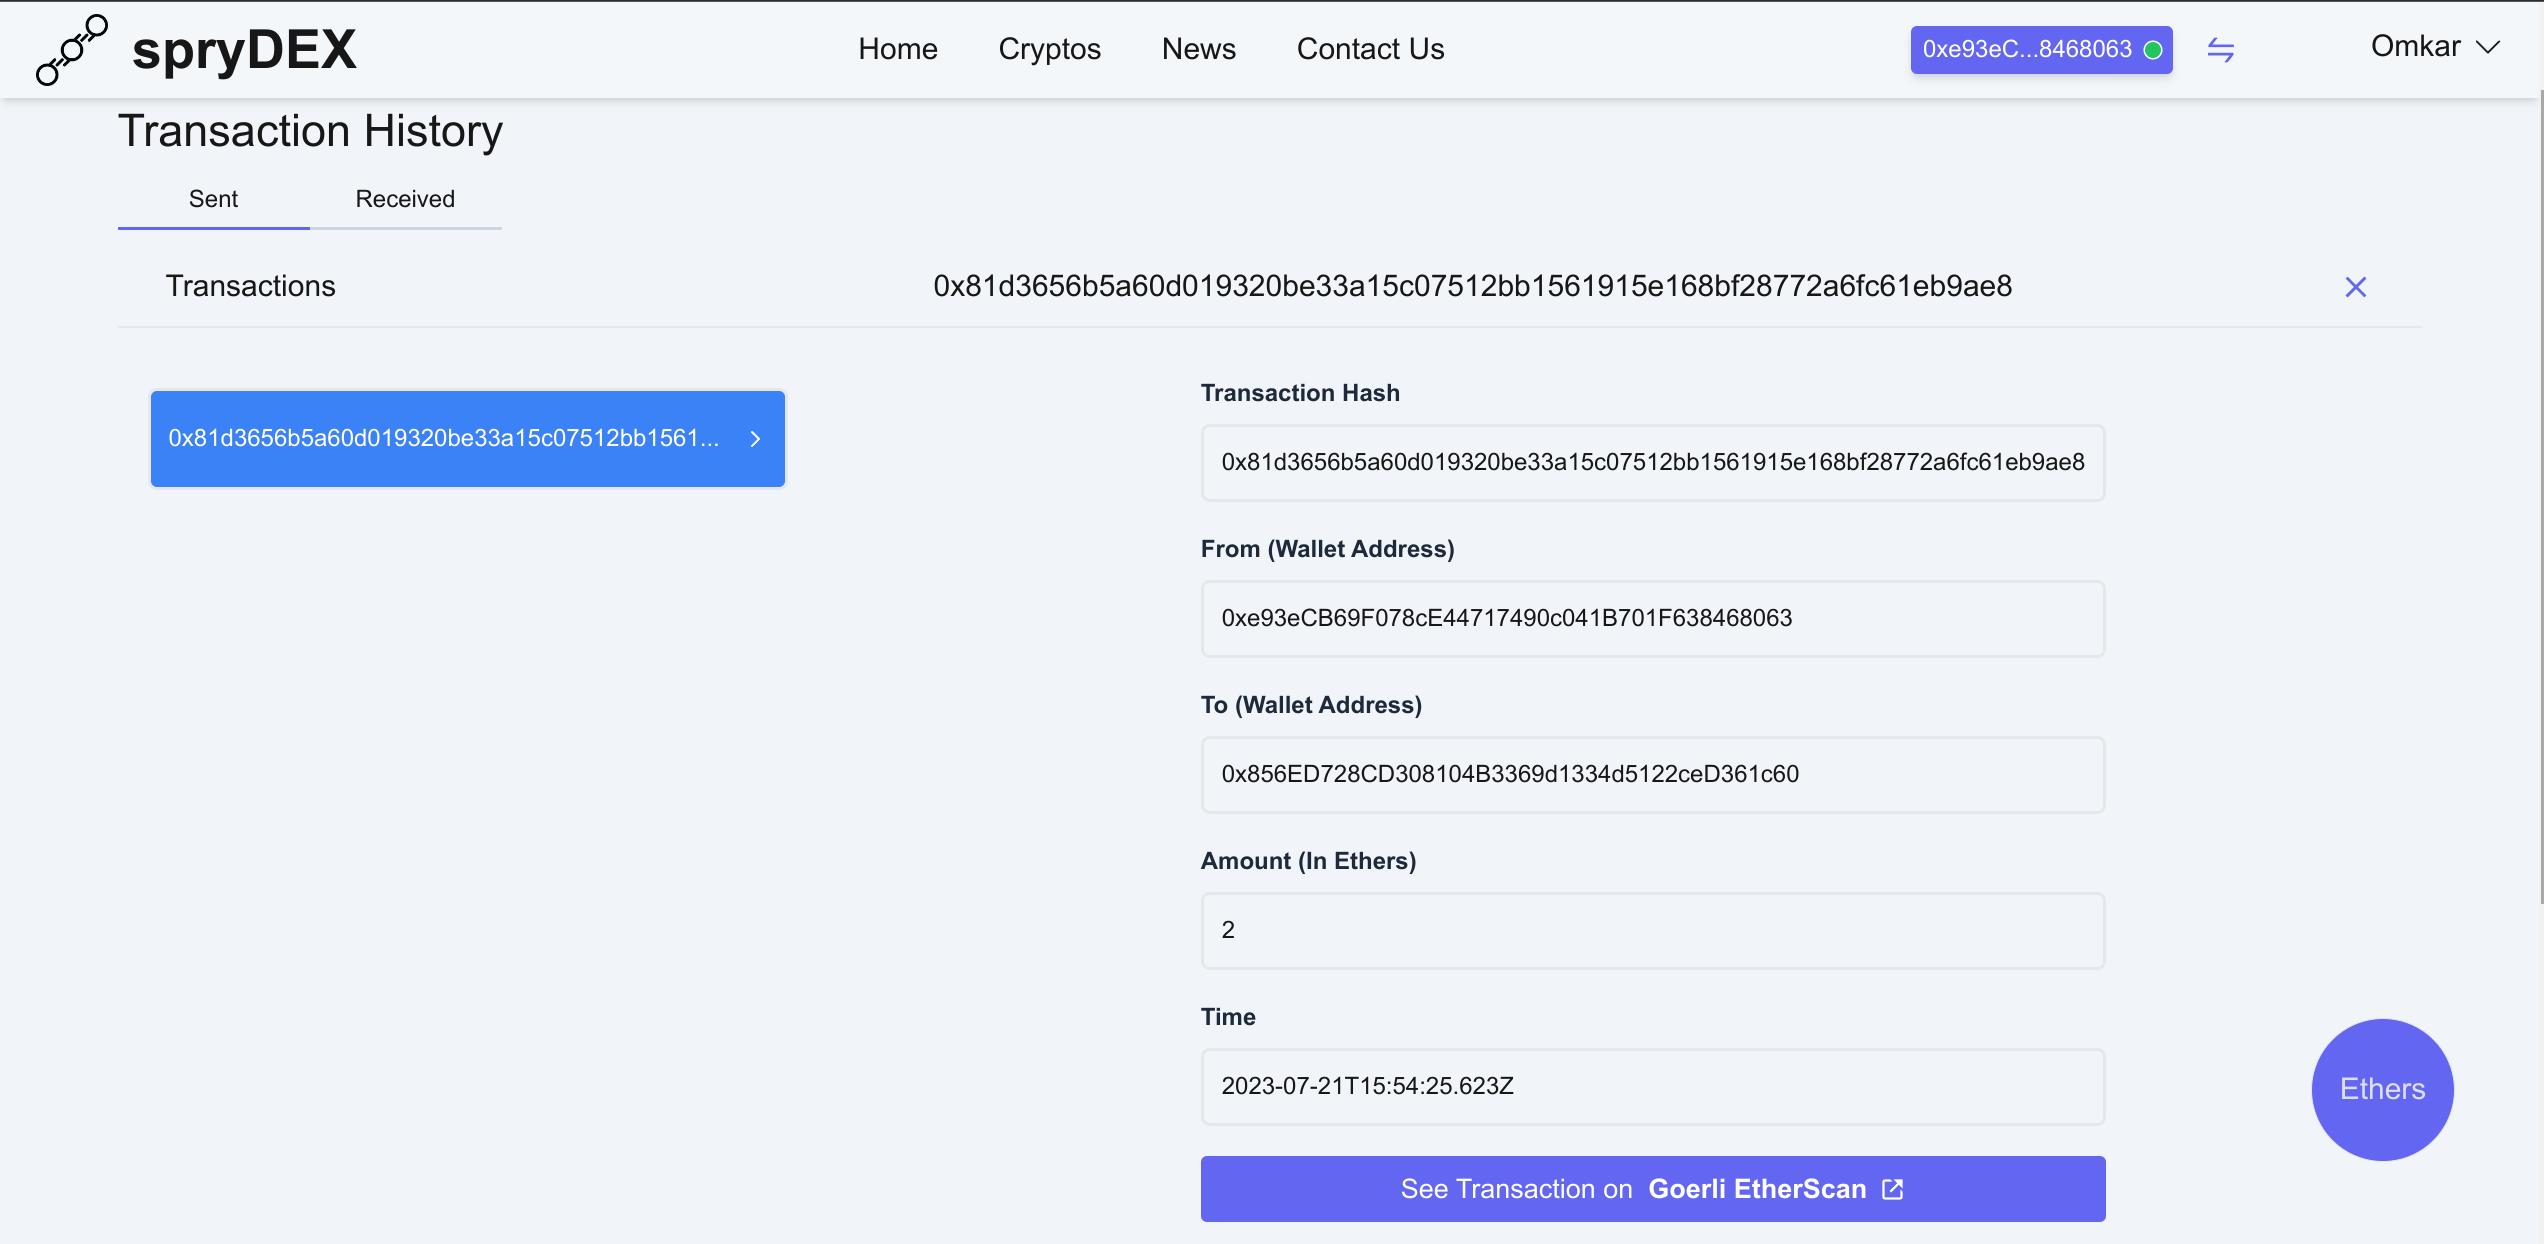 spryDEX
Home Cryptos News Contact Us
0xe93eC...8468063
Omkar
Transaction History
Sent Received
Transactions
0x81d3656b5a60d019320be33a15c07512bb1561915e168bf28772a6fc61eb9ae8
0x81d3656b5a60d019320be33a15c07512bb1561...
Transaction Hash
0x81d3656b5a60d019320be33a15c07512bb1561915e168bf28772a6fc61eb9ae8
From (Wallet Address)
0xe93eCB69F078cE44717490c041B701F638468063
To (Wallet Address)
0x856ED728CD308104B3369d1334d5122ceD361c60
Amount (In Ethers)
2
Time
2023-07-21T15:54:25.623Z
Ethers
See Transaction on Goerli EtherScan